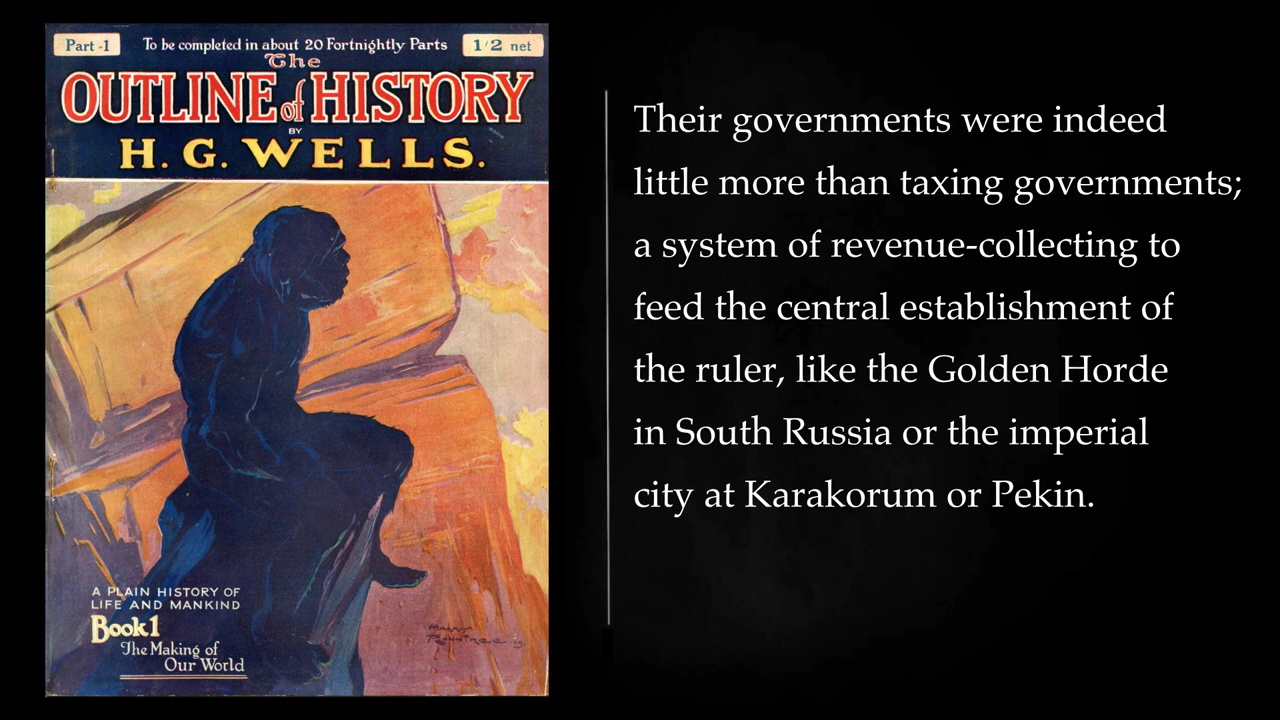 Part -1
To be completed in about 20 Fortnightly Parts
1/2 net
The
OUTLINE of HISTORY
BY
H. G. WELLS.
A PLAIN HISTORY OF
LIFE AND MANKIND
Book 1
The Making of
Our World
Their governments were indeed
little more than taxing governments;
a system of revenue-collecting to
feed the central establishment of
the ruler, like the Golden Horde
in South Russia or the imperial
city at Karakorum or Pekin.